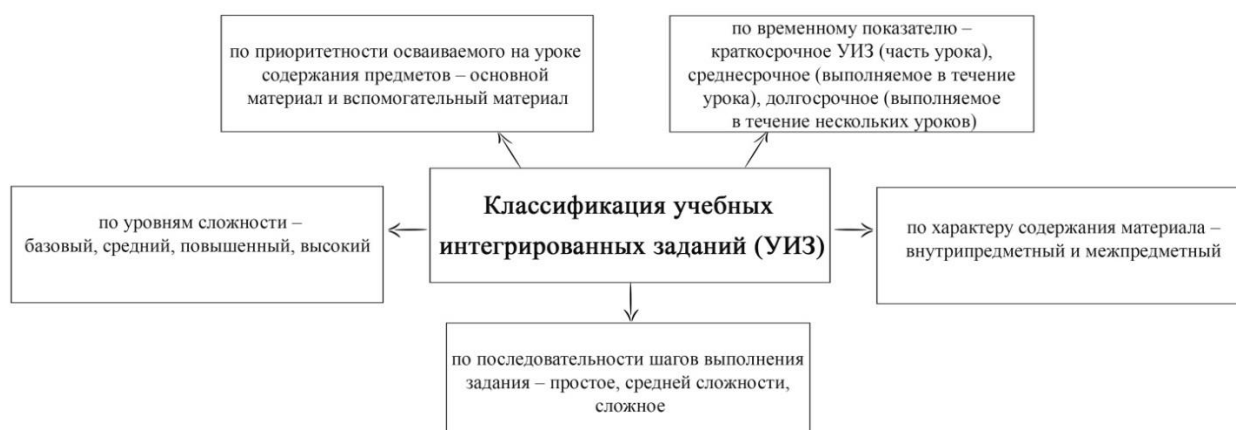 по приоритетности осваиваемого на уроке
содержания предметов – основной
материал и вспомогательный материал
по временному показателю –
краткосрочное УИЗ (часть урока),
среднесрочное (выполняемое в течение
урока), долгосрочное (выполняемое
в течение нескольких уроков)
по уровням сложности –
базовый, средний, повышенный, высокий
Классификация учебных
интегрированных заданий (УИЗ)
по характеру содержания материала –
внутрипредметный и межпредметный
по последовательности шагов выполнения
задания – простое, средней сложности,
сложное